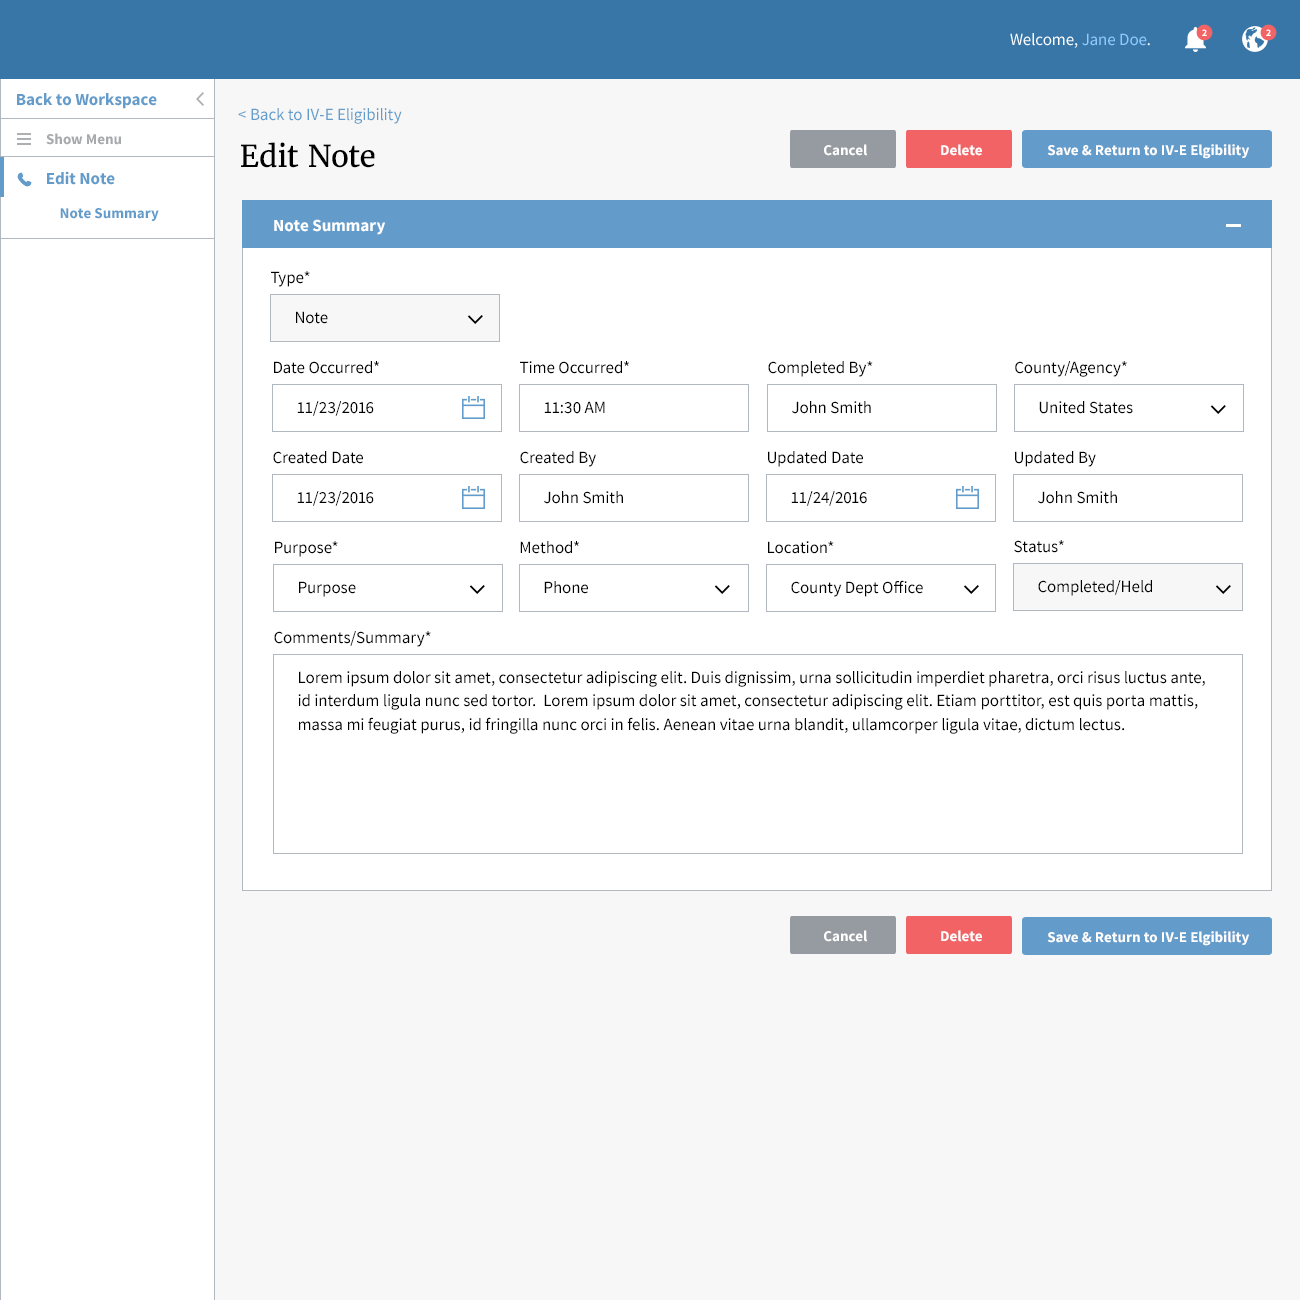 Welcome, Jane Doe.
2
2
Back to Workspace
Show Menu
Edit Note
Note Summary
< Back to IV-E Eligibility
Edit Note
Cancel
Delete
Save & Return to IV-E Elgibility
Note Summary
Type*
Note
Date Occurred*
Time Occurred*
Completed By*
County/Agency*
11/23/2016
11:30 AM
John Smith
United States
Created Date
Created By
Updated Date
Updated By
11/23/2016
John Smith
11/24/2016
John Smith
Purpose*
Method*
Location*
Status*
Purpose
Phone
County Dept Office
Completed/Held
Comments/Summary*
Lorem ipsum dolor sit amet, consectetur adipiscing elit. Duis dignissim, urna sollicitudin imperdiet pharetra, orci risus luctus ante,
id interdum ligula nunc sed tortor.  Lorem ipsum dolor sit amet, consectetur adipiscing elit. Etiam porttitor, est quis porta mattis,
massa mi feugiat purus, id fringilla nunc orci in felis. Aenean vitae urna blandit, ullamcorper ligula vitae, dictum lectus.
Cancel
Delete
Save & Return to IV-E Elgibility